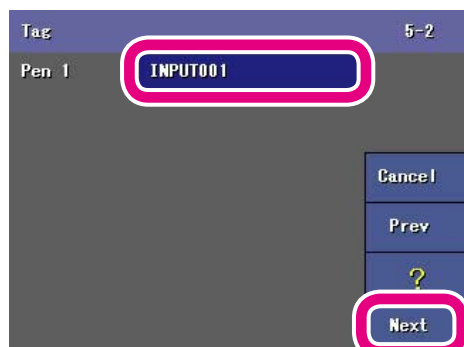 Tag 5-2
Pen 1 INPUT001
Cancel
Prev
?
Next